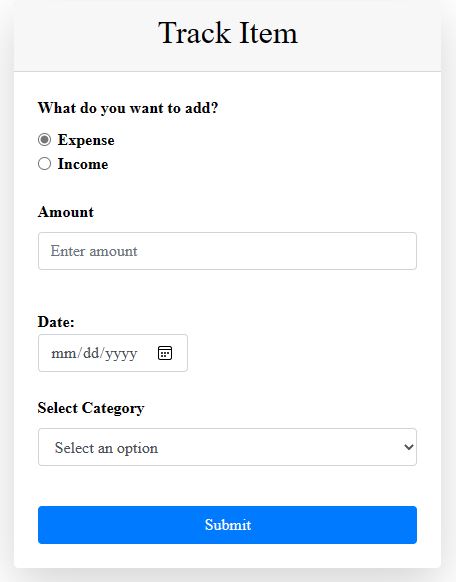 Track Item
What do you want to add?
Expense
Income
Amount
Enter amount
Date:
mm/dd/yyyy
Select Category
Select an option
Submit